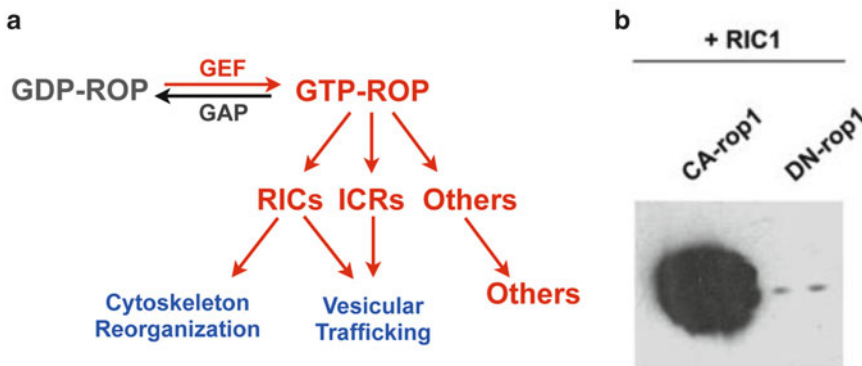 a
GDP-ROP
GEF
GAP
GTP-ROP
RICs ICRs Others
Cytoskeleton
Reorganization
Vesicular
Trafficking
Others
b
+ RIC1
CA-rop1
DN-rop1